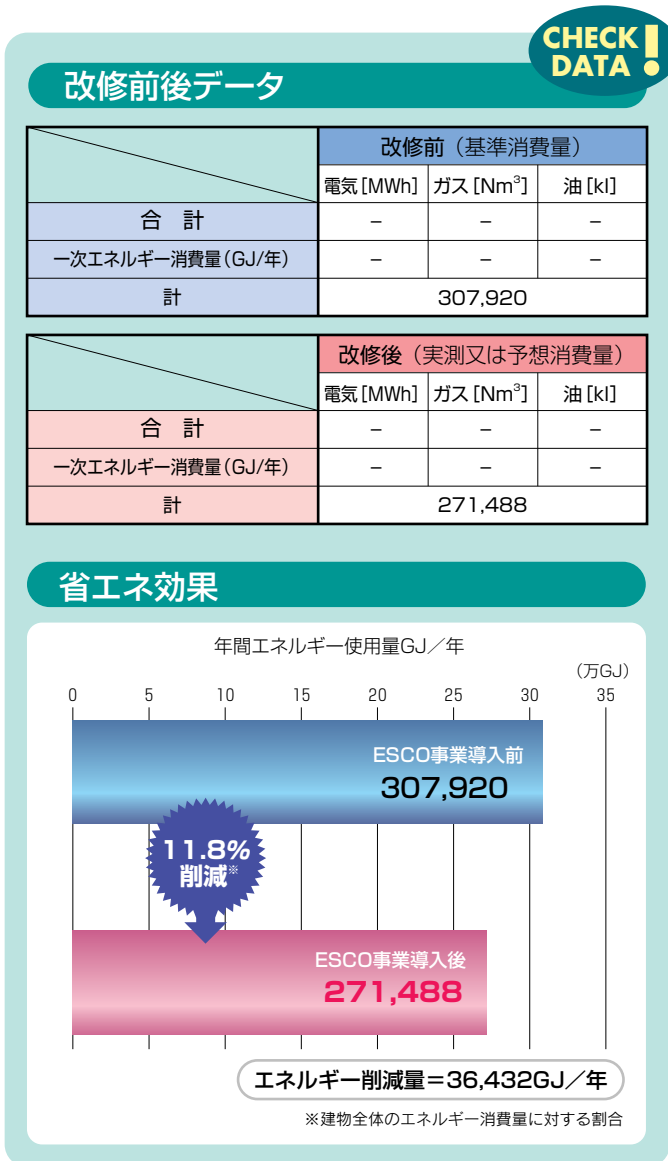 CHECK
DATA !
改修前後データ
改修前（基準消費量）
電気[MWh] ガス[Nm³] 油[kl]
合 計 – – –
一次エネルギー消費量(GJ/年) – – –
計 307,920
改修後（実測又は予想消費量）
電気[MWh] ガス[Nm³] 油[kl]
合 計 – – –
一次エネルギー消費量(GJ/年) – – –
計 271,488
省エネ効果
年間エネルギー使用量GJ／年
（万GJ）
0 5 10 15 20 25 30 35
ESCO事業導入前
307,920
11.8%
削減※
ESCO事業導入後
271,488
エネルギー削減量＝36,432GJ／年
※建物全体のエネルギー消費量に対する割合